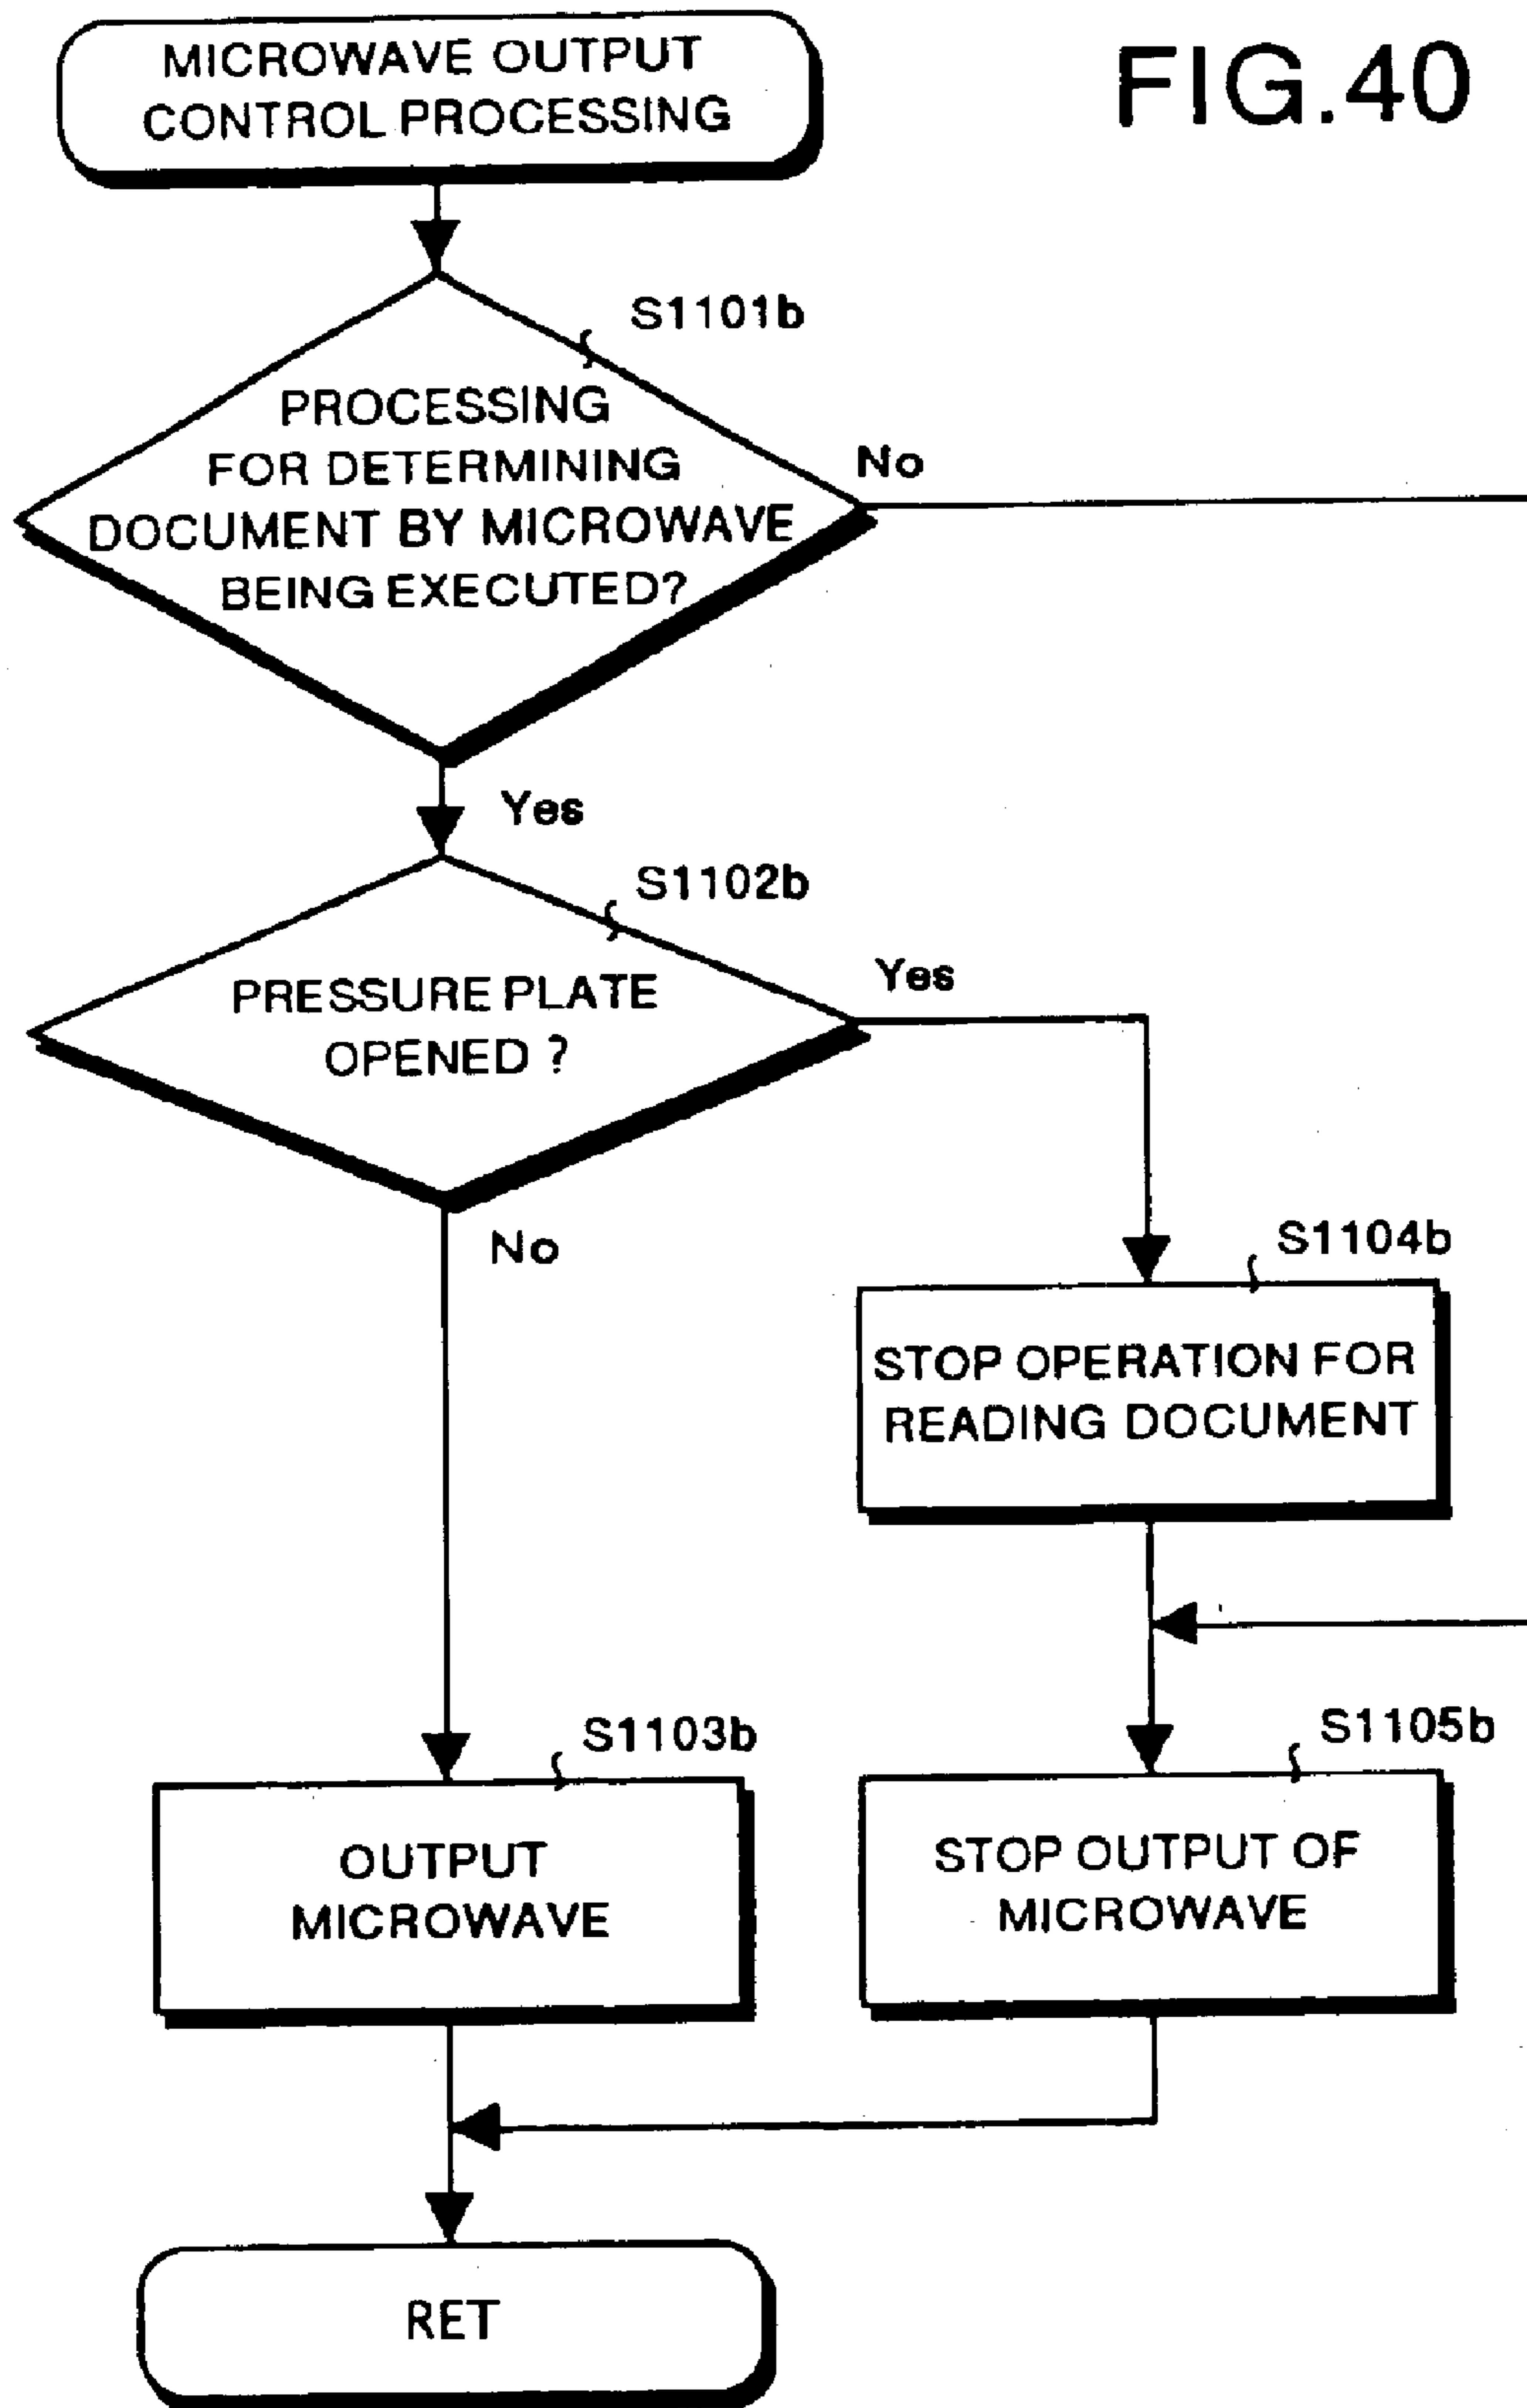 FIG.40
MICROWAVE OUTPUT
CONTROL PROCESSING
S1101b
PROCESSING
FOR DETERMINING
DOCUMENT BY MICROWAVE
BEING EXECUTED?
No
Yes
S1102b
PRESSURE PLATE
OPENED ?
Yes
No
S1104b
STOP OPERATION FOR
READING DOCUMENT
S1103b
OUTPUT
MICROWAVE
S1105b
STOP OUTPUT OF
MICROWAVE
RET